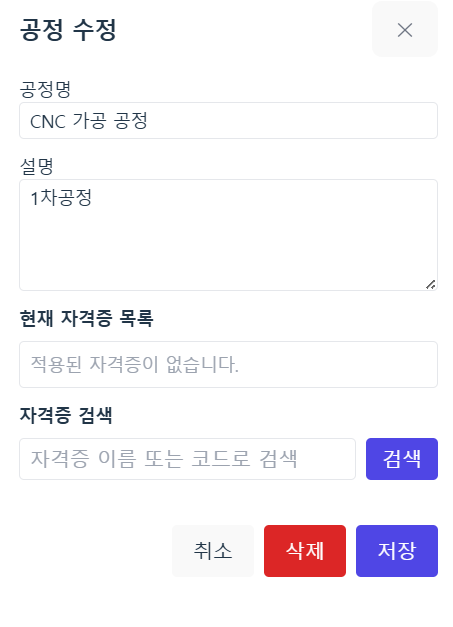 공정 수정
공정명
CNC 가공 공정
설명
1차공정
현재 자격증 목록
적용된 자격증이 없습니다.
자격증 검색
자격증 이름 또는 코드로 검색
검색
취소
삭제
저장